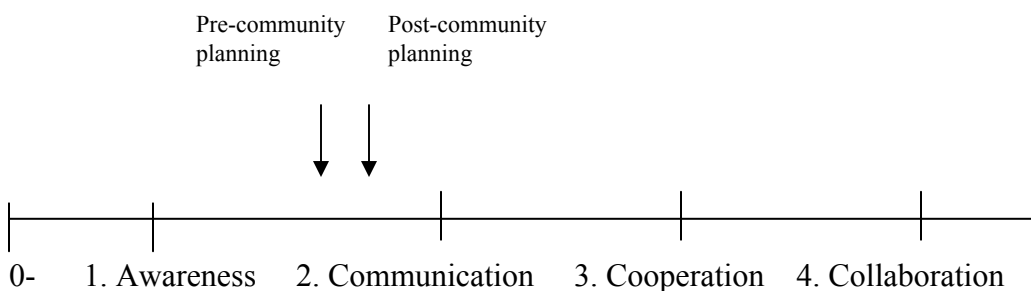 Pre-community
planning
Post-community
planning
0- 1. Awareness 2. Communication 3. Cooperation 4. Collaboration